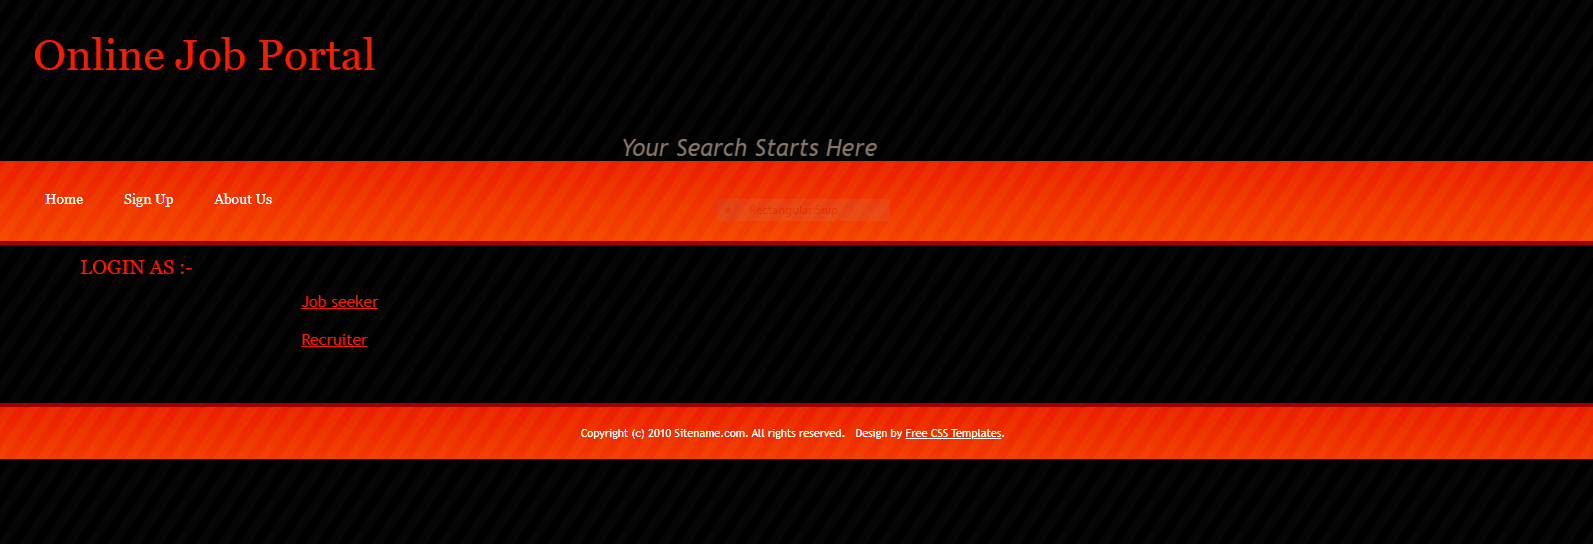 Online Job Portal
Your Search Starts Here
Home Sign Up About Us
Rectangular Snip
LOGIN AS :-
Job seeker
Recruiter
Copyright (c) 2010 Sitename.com. All rights reserved. Design by Free CSS Templates.